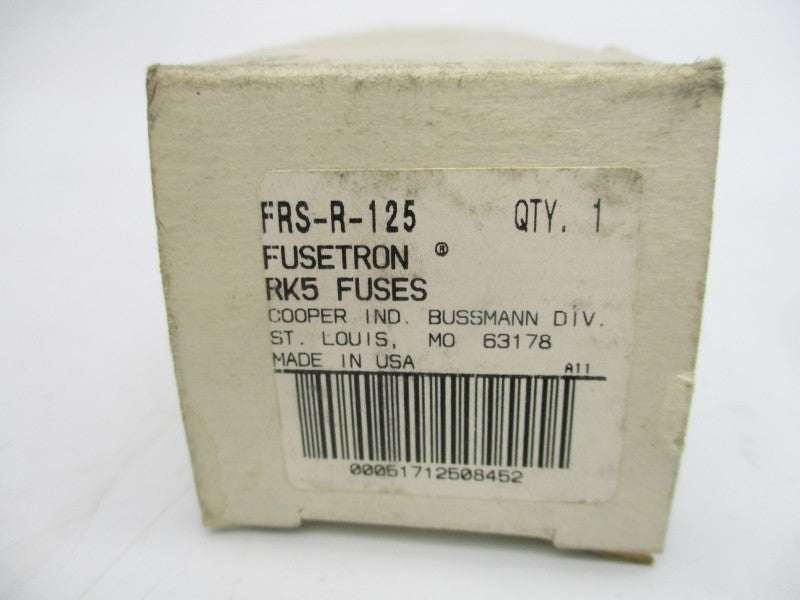 FRS-R-125 QTY. 1
FUSETRON ®
RK5 FUSES
COOPER IND. BUSSMANN DIV.
ST. LOUIS, MO 63178
MADE IN USA A11
00051712508452